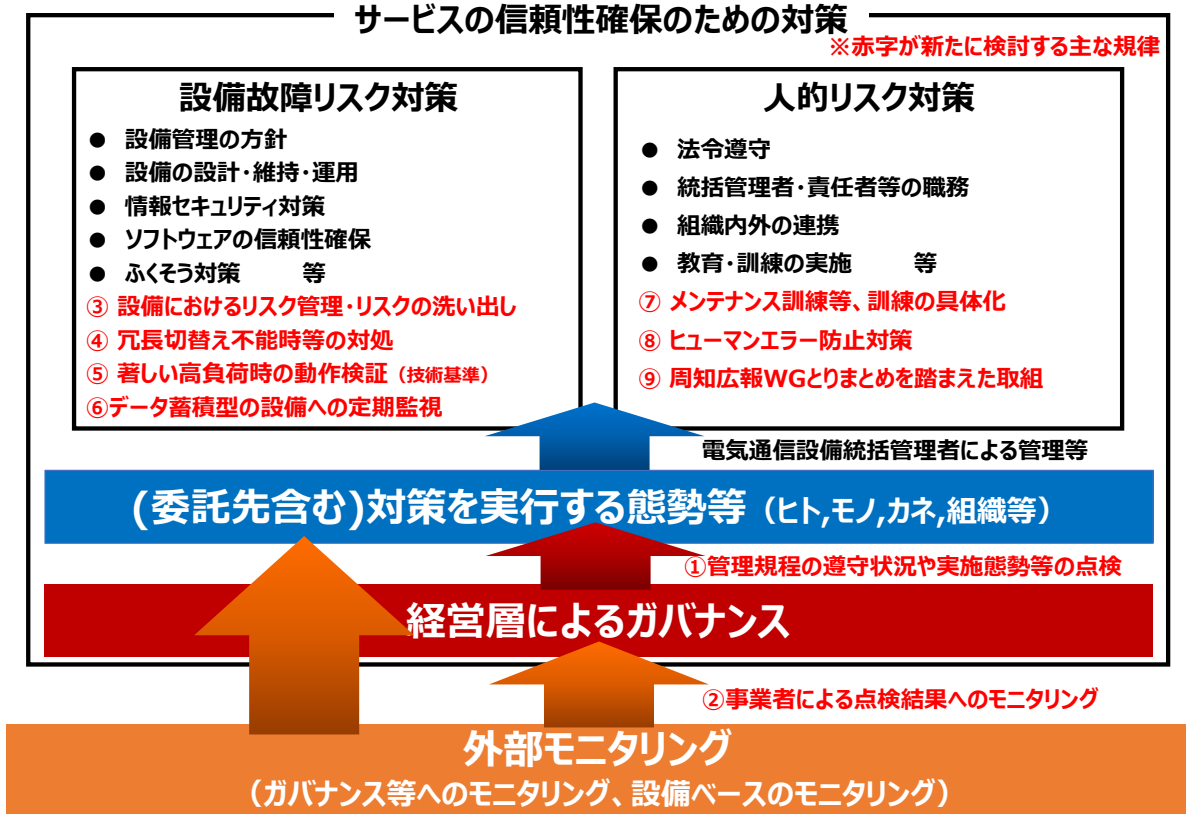 サービスの信頼性確保のための対策
※赤字が新たに検討する主な規律
設備故障リスク対策
● 設備管理の方針
● 設備の設計・維持・運用
● 情報セキュリティ対策
● ソフトウェアの信頼性確保
● ふくそう対策 等
③ 設備におけるリスク管理・リスクの洗い出し
④ 冗長切替え不能時等の対処
⑤ 著しい高負荷時の動作検証（技術基準）
⑥データ蓄積型の設備への定期監視
人的リスク対策
● 法令遵守
● 統括管理者・責任者等の職務
● 組織内外の連携
● 教育・訓練の実施 等
⑦ メンテナンス訓練等、訓練の具体化
⑧ ヒューマンエラー防止対策
⑨ 周知広報WGとりまとめを踏まえた取組
電気通信設備統括管理者による管理等
(委託先含む)対策を実行する態勢等（ヒト,モノ,カネ,組織等）
①管理規程の遵守状況や実施態勢等の点検
経営層によるガバナンス
②事業者による点検結果へのモニタリング
外部モニタリング
（ガバナンス等へのモニタリング、設備ベースのモニタリング）